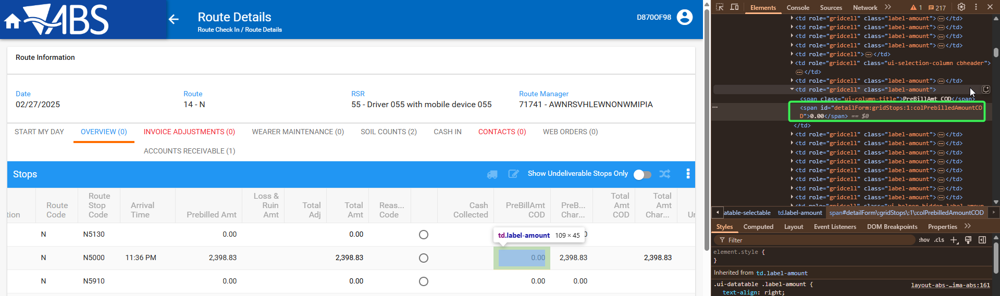 ABS
Route Details
Route Check In / Route Details
D870OF98
Route Information
Date
Route
RSR
Route Manager
02/27/2025
14 - N
55 - Driver 055 with mobile device 055
71741 - AWNRSVHLEWNONWMIPIA
START MY DAY
OVERVIEW (0)
INVOICE ADJUSTMENTS (0)
WEARER MAINTENANCE (0)
SOIL COUNTS (2)
CASH IN
CONTACTS (0)
WEB ORDERS (0)
ACCOUNTS RECEIVABLE (1)
Stops
Show Undeliverable Stops Only
tion
Route Code
Route Stop Code
Arrival Time
Prebilled Amt
Loss & Ruin Amt
Total Adj
Total Amt
Reas... Code
Cash Collected
PreBillAmt COD
PreB... Char...
Total Amt COD
Total Amt Char...
Un
N N5130 0.00 0.00
td.label-amount 109 × 45
N N5000 11:36 PM 2,398.83 2,398.83 0.00 2,398.83 2,398.83
N N5910 0.00 0.00 0.00 0.00
Elements
Console
Sources
Network
1
217
<td role="gridcell" class="label-amount">…</td>
<td role="gridcell" class="label-amount">…</td>
<td role="gridcell" class="label-amount">…</td>
<td role="gridcell" class="label-amount">…</td>
<td role="gridcell">…</td>
<td role="gridcell" class="ui-selection-column cbheader">
…</td>
<td role="gridcell" class="label-amount">…</td>
<td role="gridcell" class="label-amount">
<span class="ui-column-title">PreBillAmt COD</span>
<span id="detailForm:gridStops:1:colPrebilledAmountCO
D">0.00</span> == $0
</td>
<td role="gridcell" class="label-amount">…</td>
<td role="gridcell" class="label-amount">…</td>
<td role="gridcell" class="label-amount">…</td>
<td role="gridcell" class="label-amount">…</td>
<td role="gridcell" class="label-amount">…</td>
<td role="gridcell" class="label-amount">…</td>
<td role="gridcell" class="label-amount">…</td>
<td role="gridcell" class="label-amount">…</td>
atable-selectable
td.label-amount
span#detailForm\:gridStops\:1\:colPrebilledAmountCOD
Styles
Computed
Layout
Event Listeners
DOM Breakpoints
Properties
Filter
:hov .cls
element.style {
}
Inherited from td.label-amount
.ui-datatable .label-amount {
layout-abs-…ima-abs:161
text-align: right;